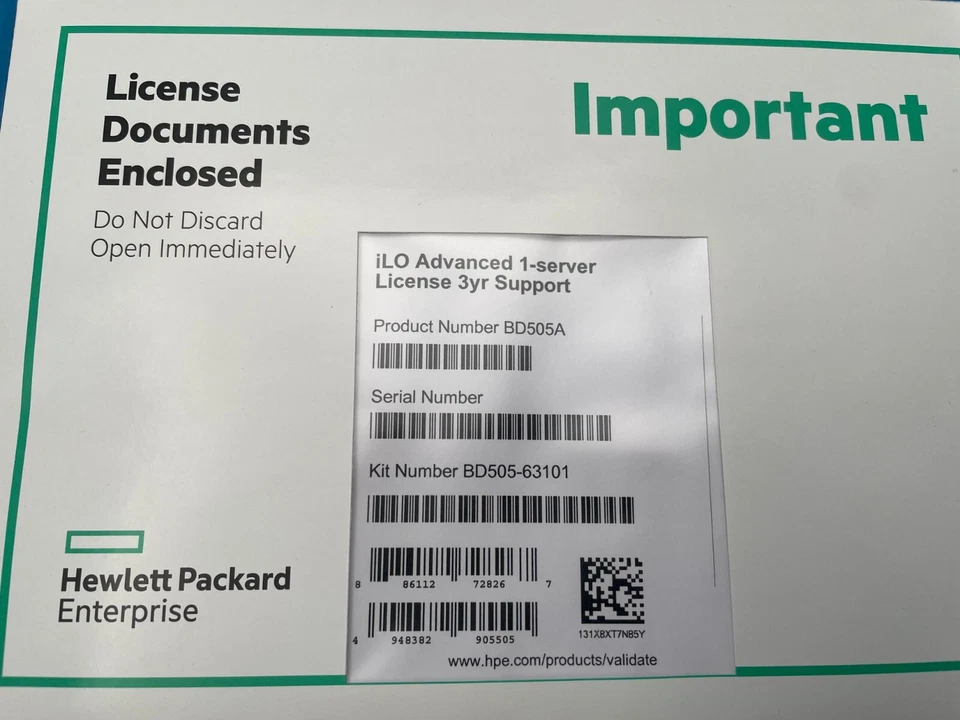 License
Documents
Enclosed
Do Not Discard
Open Immediately
Important
iLO Advanced 1-server
License 3yr Support
Product Number BD505A
Serial Number
Kit Number BD505-63101
8 86112 72826 7
4 948382 905505
131XBXT7N85Y
www.hpe.com/products/validate
Hewlett Packard
Enterprise